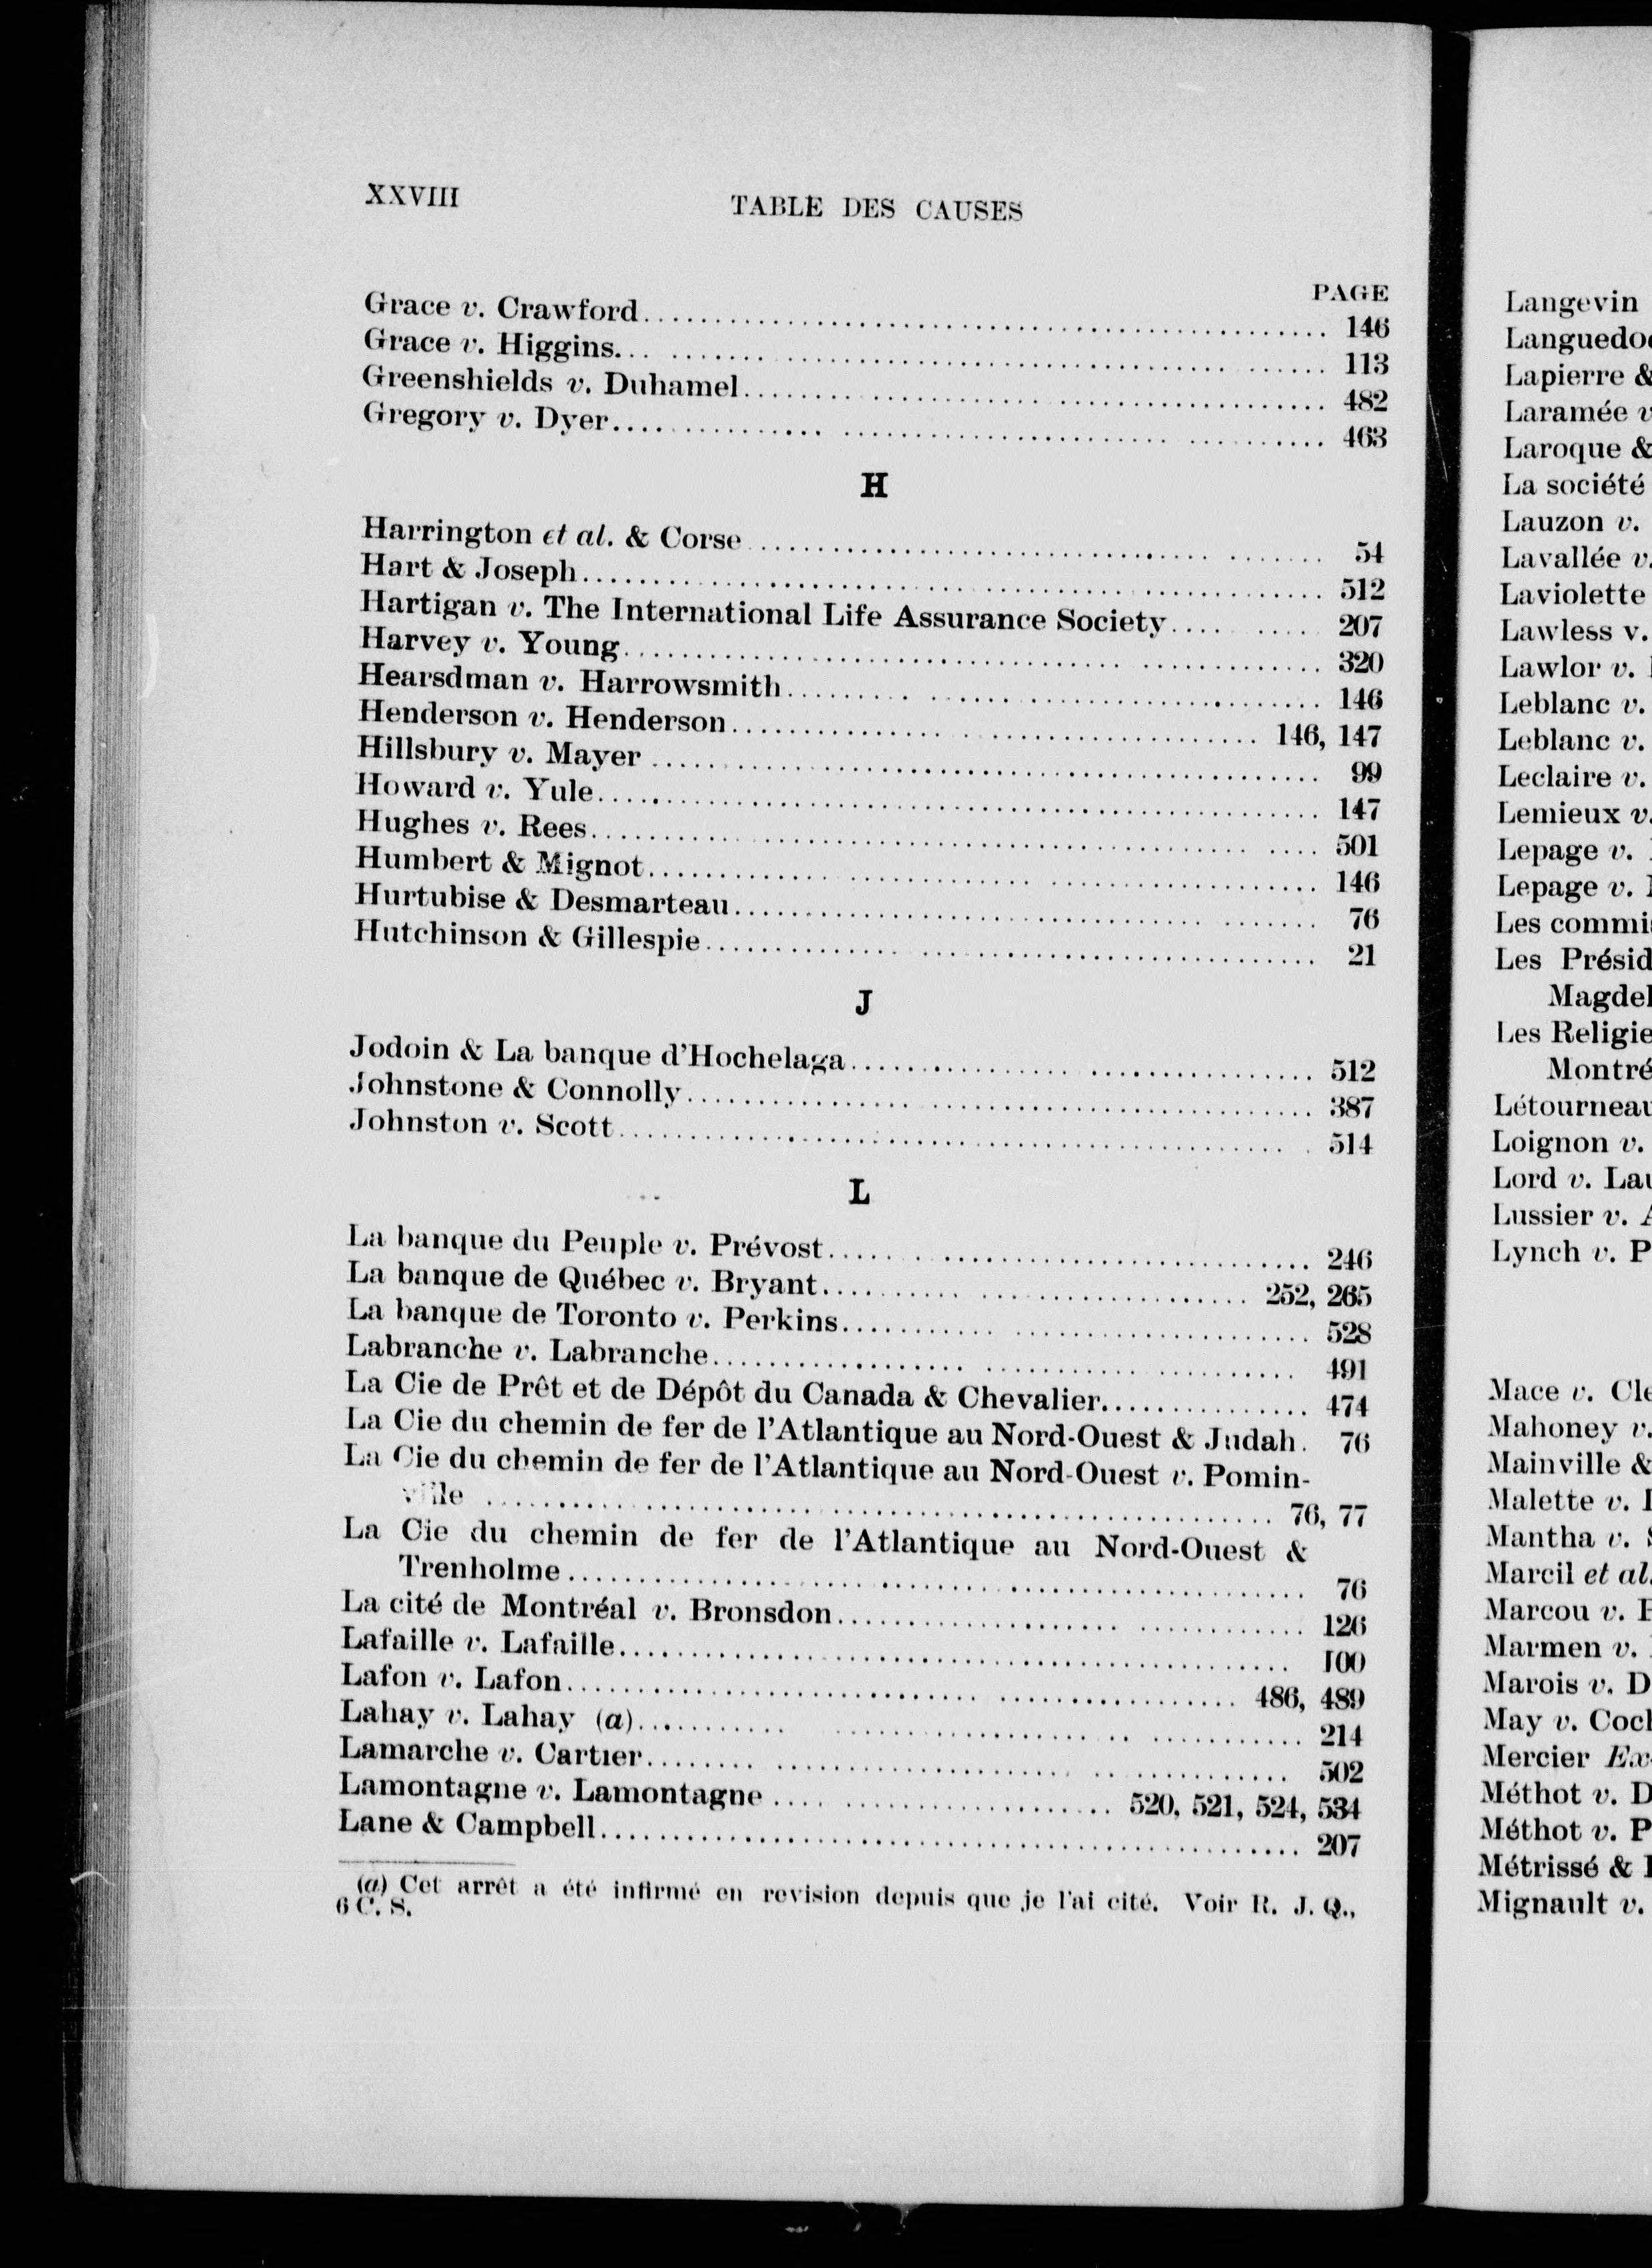 XXVIII TABLE DES CAUSES
PAGE
Grace v. Crawford 146
Grace v. Higgins 113
Greenshields v. Duhamel 482
Gregory v. Dyer 463
H
Harrington et al. & Corse 54
Hart & Joseph 512
Hartigan v. The International Life Assurance Society 207
Harvey v. Young 320
Hearsdman v. Harrowsmith 146
Henderson v. Henderson 146, 147
Hillsbury v. Mayer 99
Howard v. Yule 147
Hughes v. Rees 501
Humbert & Mignot 146
Hurtubise & Desmarteau 76
Hutchinson & Gillespie 21
J
Jodoin & La banque d'Hochelaga 512
Johnstone & Connolly 387
Johnston v. Scott 514
L
La banque du Peuple v. Prévost 246
La banque de Québec v. Bryant 252, 265
La banque de Toronto v. Perkins 528
Labranche v. Labranche 491
La Cie de Prêt et de Dépôt du Canada & Chevalier 474
La Cie du chemin de fer de l'Atlantique au Nord-Ouest & Judah. 76
La Cie du chemin de fer de l'Atlantique au Nord-Ouest v. Pomin-
ville 76, 77
La Cie du chemin de fer de l'Atlantique au Nord-Ouest &
Trenholme 76
La cité de Montréal v. Bronsdon 126
Lafaille v. Lafaille 100
Lafon v. Lafon 486, 489
Lahay v. Lahay (a) 214
Lamarche v. Cartier 502
Lamontagne v. Lamontagne 520, 521, 524, 534
Lane & Campbell 207
(a) Cet arrêt a été infirmé en revision depuis que je l'ai cité. Voir R. J. Q.,
6 C. S.
Langevin
Lapierre &
Laramée v
Laroque &
La société
Lauzon v.
Lavallée v.
Laviolette
Lawless v.
Lawlor v.
Leblanc v.
Leblanc v.
Leclaire v.
Lemieux v.
Lepage v.
Lepage v.
Les
Les
Les
Loignon v.
Lord v.
Lussier v.
Lynch v. P
Mace v.
Mahoney v.
Mainville &
Malette v.
Mantha v.
Marcil et al.
Marcou v.
Marmen v.
Marois v. D
May v.
Mercier
Méthot v. D
Méthot v. P
Métrissé &
Mignault v.